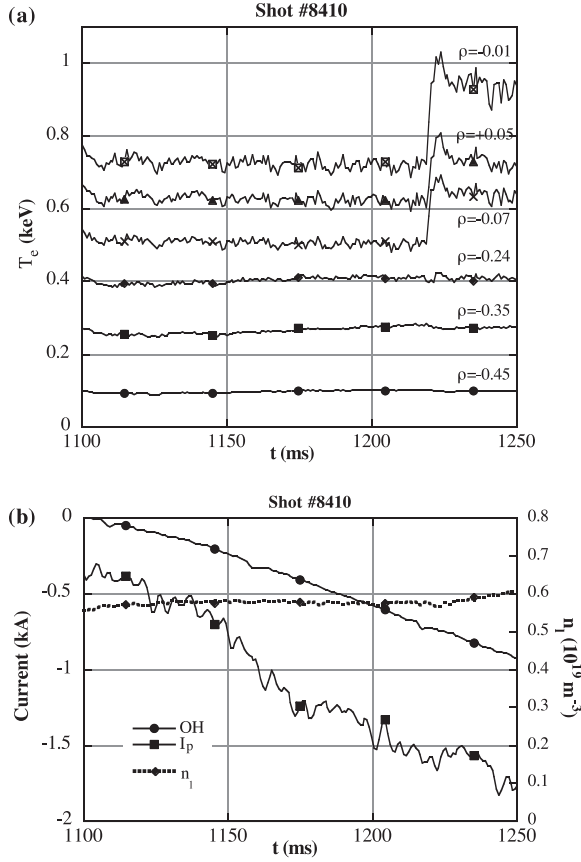 (a)
Shot #8410
1
0.8
0.6
0.4
0.2
0
T_e (keV)
ρ=-0.01
ρ=+0.05
ρ=-0.07
ρ=-0.24
ρ=-0.35
ρ=-0.45
1100 1150 1200 1250
t (ms)
(b)
Shot #8410
0
-0.5
-1
-1.5
-2
Current (kA)
0.8
0.7
0.6
0.5
0.4
0.3
0.2
0.1
0
n_l (10^19 m^-3)
OH
I_p
n_l
1100 1150 1200 1250
t (ms)